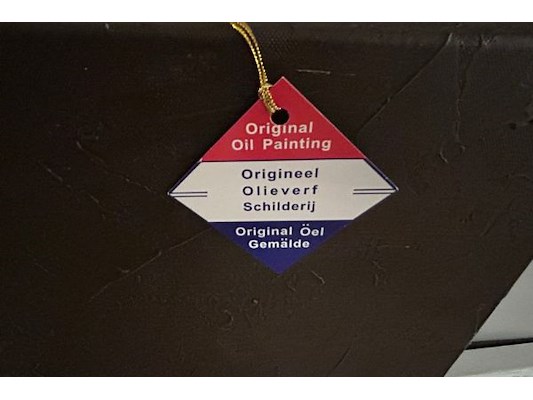 Original
Oil Painting
Origineel
Olieverf
Schilderij
Original Öel
Gemälde